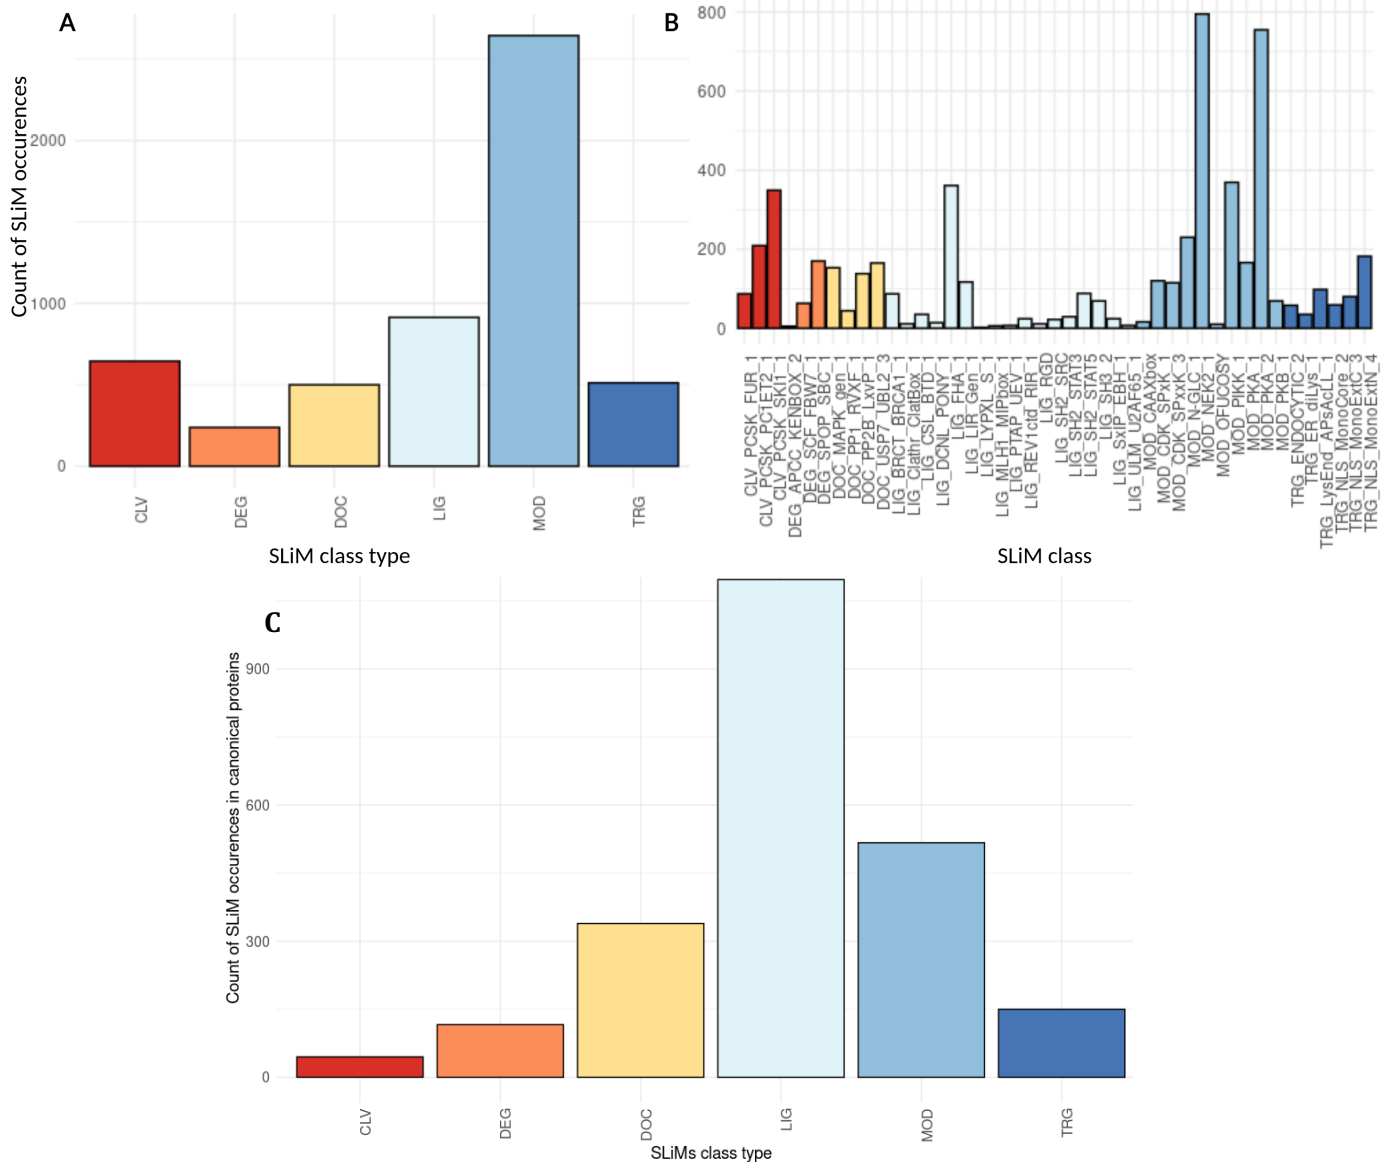 A
Count of SLiM occurences
2000
1000
0
CLV
DEG
DOC
LIG
MOD
TRG
SLiM class type
B
800
600
400
200
0
CLV_PCSK_FUR_1
CLV_PCSK_PC1ET2_1
CLV_PCSK_SKI1_1
DEG_APCC_KENBOX_2
DEG_SCF_FBW7_1
DEG_SPOP_SBC_1
DOC_MAPK_gen_1
DOC_PP1_RVXF_1
DOC_PP2B_LxvP_1
DOC_USP7_UBL2_3
LIG_BRCT_BRCA1_1
LIG_Clathr_ClatBox_1
LIG_CSL_BTD_1
LIG_DCNL_PONY_1
LIG_FHA_1
LIG_LIR_Gen_1
LIG_LYPXL_S_1
LIG_MLH1_MIPbox_1
LIG_PTAP_UEV_1
LIG_REV1ctd_RIR_1
LIG_RGD
LIG_SH2_SRC
LIG_SH2_STAT3
LIG_SH2_STAT5
LIG_SH3_2
LIG_SxIP_EBH_1
LIG_ULM_U2AF65_1
MOD_CAAXbox
MOD_CDK_SPxK_1
MOD_CDK_SPxxK_3
MOD_N-GLC_1
MOD_NEK2_1
MOD_OFUCOSY
MOD_PIKK_1
MOD_PKA_1
MOD_PKA_2
MOD_PKB_1
TRG_ENDOCYTIC_2
TRG_ER_diLys_1
TRG_LysEnd_APsAcLL_1
TRG_NLS_MonoCore_2
TRG_NLS_MonoExtC_3
TRG_NLS_MonoExtN_4
SLiM class
C
Count of SLiM occurences in canonical proteins
900
600
300
0
CLV
DEG
DOC
LIG
MOD
TRG
SLiMs class type